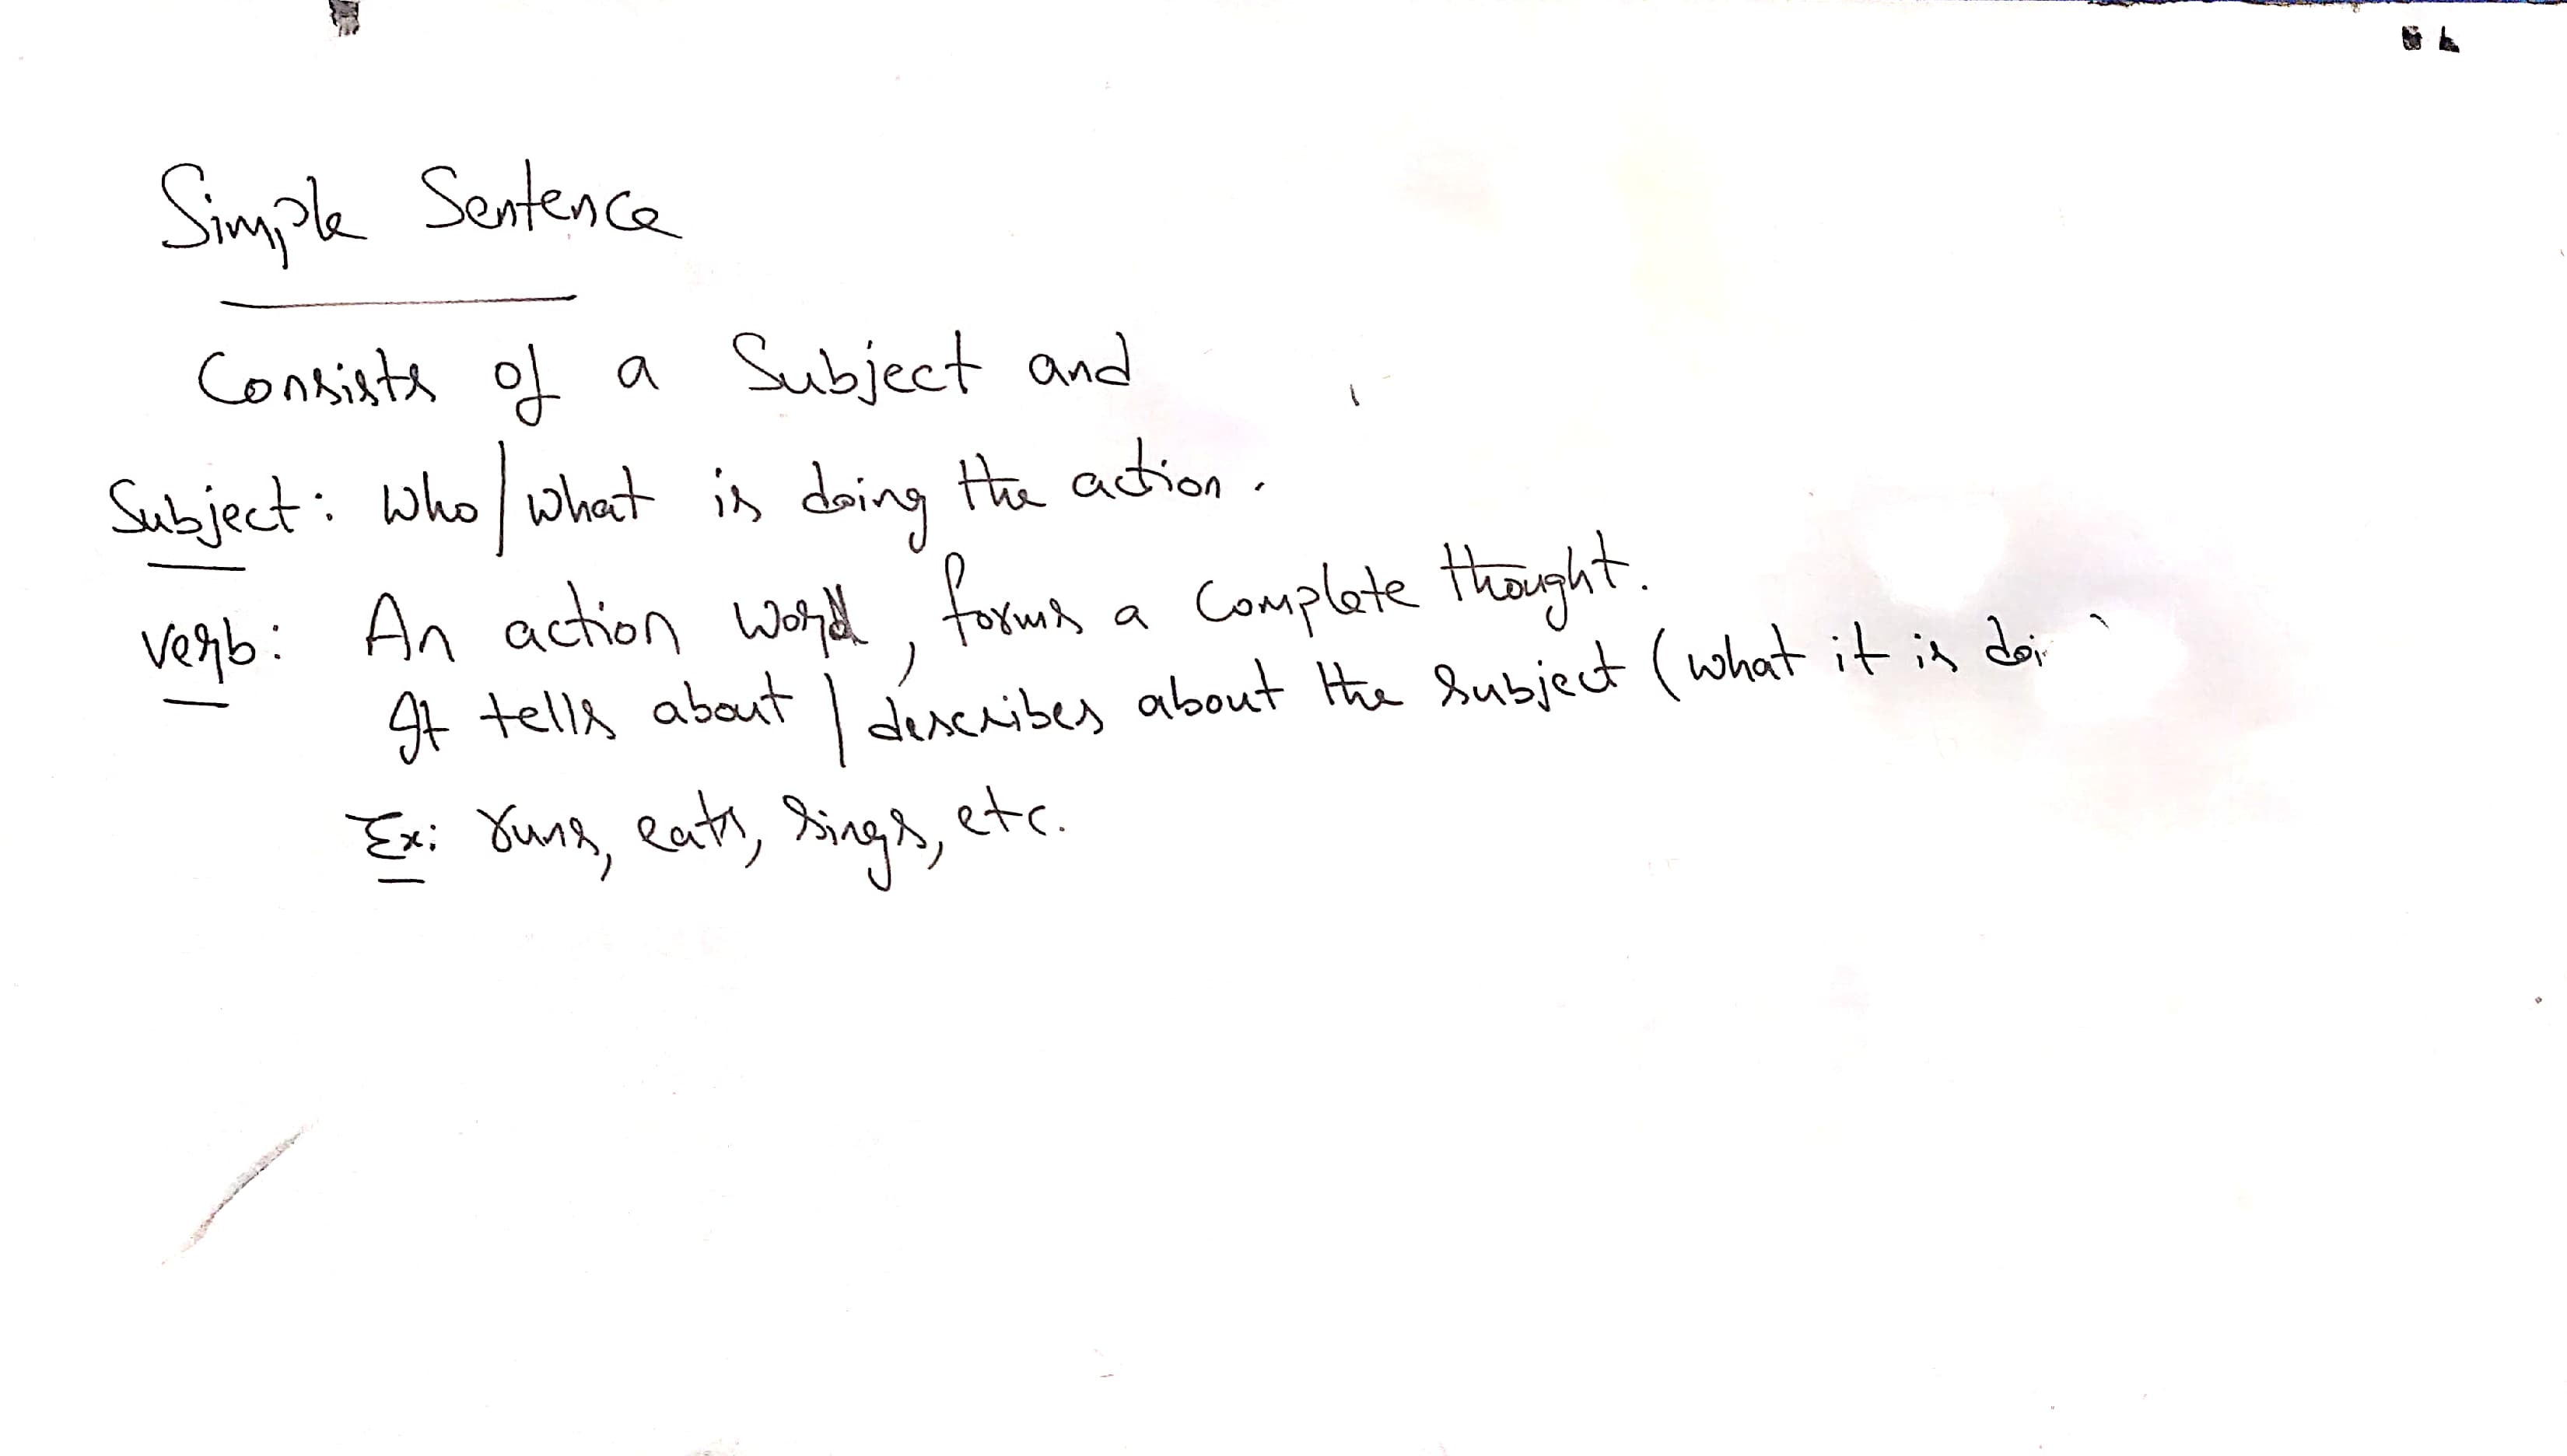 Simple Sentence
Consists of a Subject and
Subject: Who/what is doing the action.
Verb: An action word, forms a complete thought.
It tells about / describes about the subject (what it is doi
Ex: runs, eats, sings, etc.